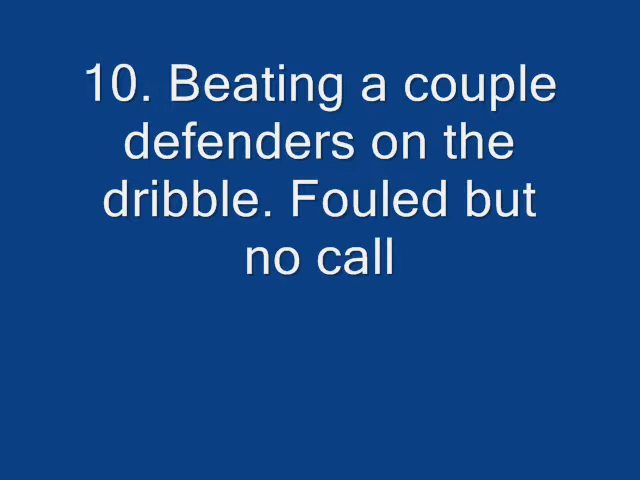 10. Beating a couple
defenders on the
dribble. Fouled but
no call